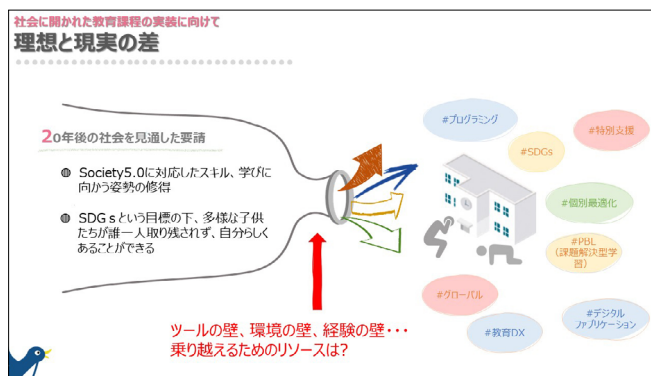 社会に開かれた教育課程の実装に向けて
理想と現実の差
20年後の社会を見通した要請
Society5.0に対応したスキル、学びに
向かう姿勢の修得
SDGｓという目標の下、多様な子供
たちが誰一人取り残されず、自分らしく
あることができる
#プログラミング
#特別支援
#SDGs
#個別最適化
#PBL
(課題解決型学
習)
#グローバル
#教育DX
#デジタル
ファブリケーション
ツールの壁、環境の壁、経験の壁・・・
乗り越えるためのリソースは?